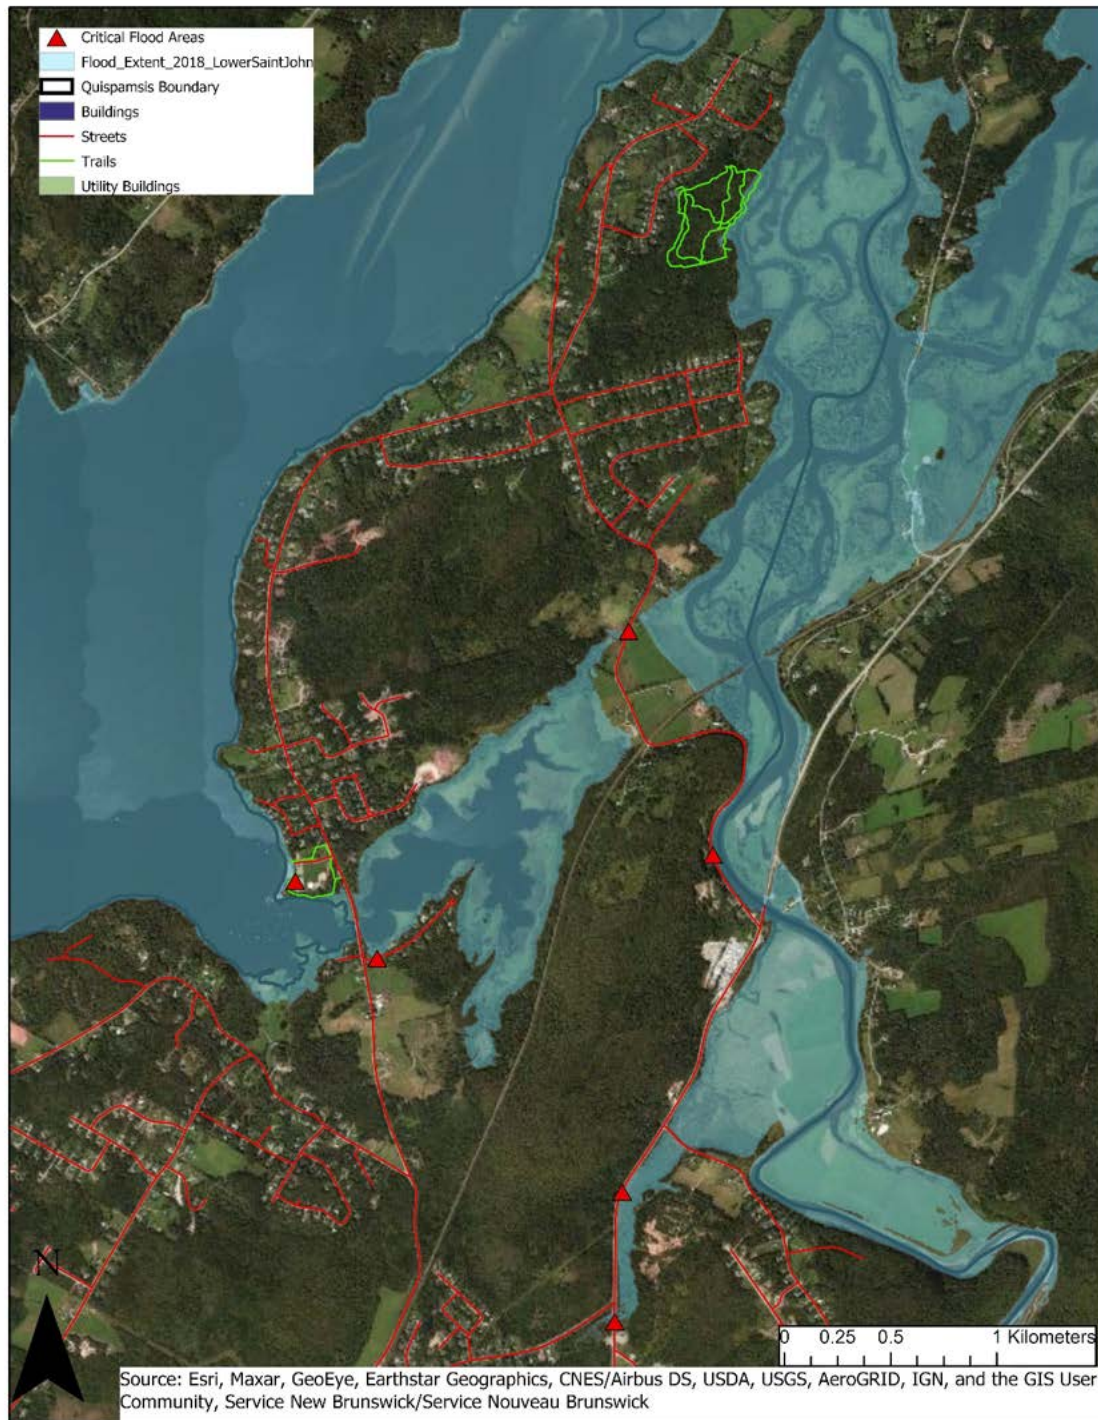 Critical Flood Areas
Flood_Extent_2018_LowerSaintJohn
Quispamsis Boundary
Buildings
Streets
Trails
Utility Buildings
N
0 0.25 0.5 1 Kilometers
Source: Esri, Maxar, GeoEye, Earthstar Geographics, CNES/Airbus DS, USDA, USGS, AeroGRID, IGN, and the GIS User
Community, Service New Brunswick/Service Nouveau Brunswick